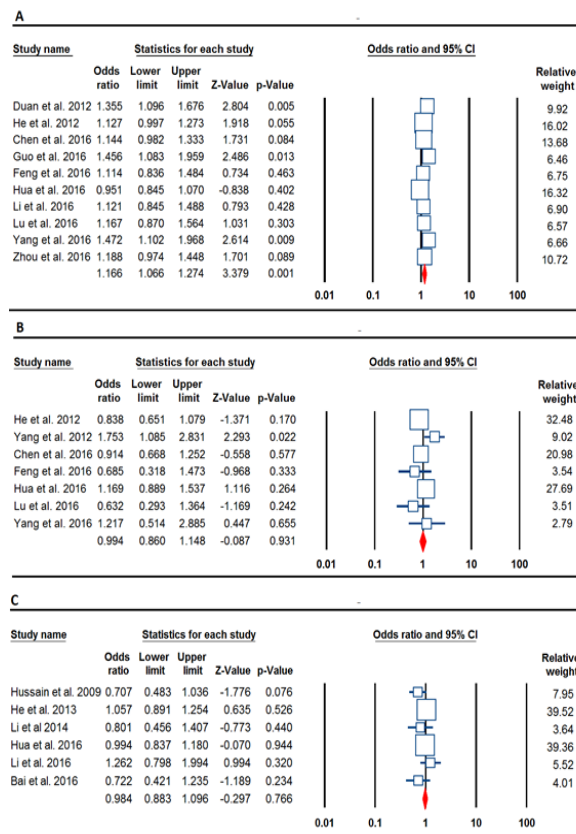 A
Study name Statistics for each study Odds ratio and 95% CI
Odds ratio Lower limit Upper limit Z-Value p-Value Relative weight
Duan et al. 2012 1.355 1.096 1.676 2.804 0.005 9.92
He et al. 2012 1.127 0.997 1.273 1.918 0.055 16.02
Chen et al. 2016 1.144 0.982 1.333 1.731 0.084 13.68
Guo et al. 2016 1.456 1.083 1.959 2.486 0.013 6.46
Feng et al. 2016 1.114 0.836 1.484 0.734 0.463 6.75
Hua et al. 2016 0.951 0.845 1.070 -0.838 0.402 16.32
Li et al. 2016 1.121 0.845 1.488 0.793 0.428 6.90
Lu et al. 2016 1.167 0.870 1.564 1.031 0.303 6.57
Yang et al. 2016 1.472 1.102 1.968 2.614 0.009 6.66
Zhou et al. 2016 1.188 0.974 1.448 1.701 0.089 10.72
1.166 1.066 1.274 3.379 0.001
0.01 0.1 1 10 100
B
Study name Statistics for each study Odds ratio and 95% CI
Odds ratio Lower limit Upper limit Z-Value p-Value Relative weight
He et al. 2012 0.838 0.651 1.079 -1.371 0.170 32.48
Yang et al. 2012 1.753 1.085 2.831 2.293 0.022 9.02
Chen et al. 2016 0.914 0.668 1.252 -0.558 0.577 20.98
Feng et al. 2016 0.685 0.318 1.473 -0.968 0.333 3.54
Hua et al. 2016 1.169 0.889 1.537 1.116 0.264 27.69
Lu et al. 2016 0.632 0.293 1.364 -1.169 0.242 3.51
Yang et al. 2016 1.217 0.514 2.885 0.447 0.655 2.79
0.994 0.860 1.148 -0.087 0.931
0.01 0.1 1 10 100
C
Study name Statistics for each study Odds ratio and 95% CI
Odds ratio Lower limit Upper limit Z-Value p-Value Relative weight
Hussain et al. 2009 0.707 0.483 1.036 -1.776 0.076 7.95
He et al. 2013 1.057 0.891 1.254 0.635 0.526 39.52
Li et al 2014 0.801 0.456 1.407 -0.773 0.440 3.64
Hua et al. 2016 0.994 0.837 1.180 -0.070 0.944 39.36
Li et al. 2016 1.262 0.798 1.994 0.994 0.320 5.52
Bai et al. 2016 0.722 0.421 1.235 -1.189 0.234 4.01
0.984 0.883 1.096 -0.297 0.766
0.01 0.1 1 10 100